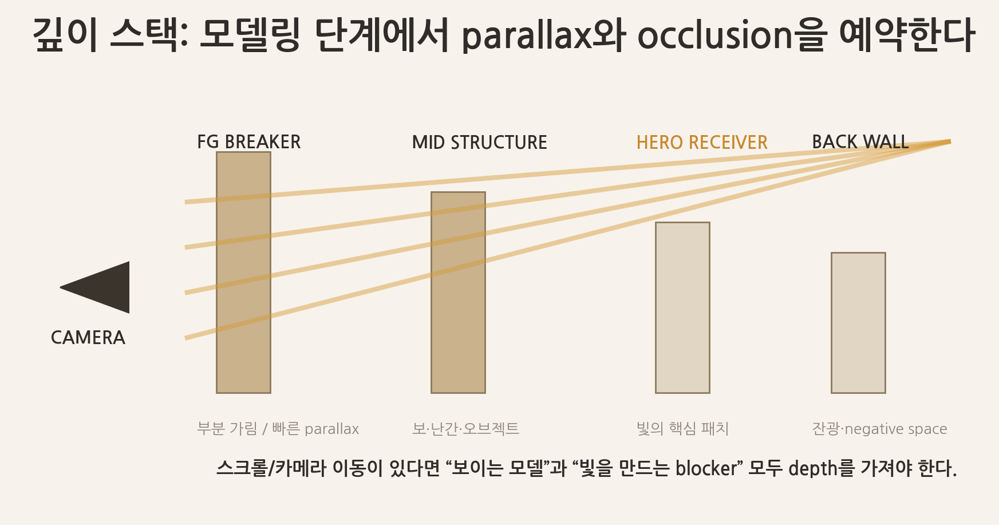 깊이 스택: 모델링 단계에서 parallax와 occlusion을 예약한다
FG BREAKER
MID STRUCTURE
HERO RECEIVER
BACK WALL
CAMERA
부분 가림 / 빠른 parallax
보·난간·오브젝트
빛의 핵심 패치
잔광·negative space
스크롤/카메라 이동이 있다면 “보이는 모델”과 “빛을 만드는 blocker” 모두 depth를 가져야 한다.